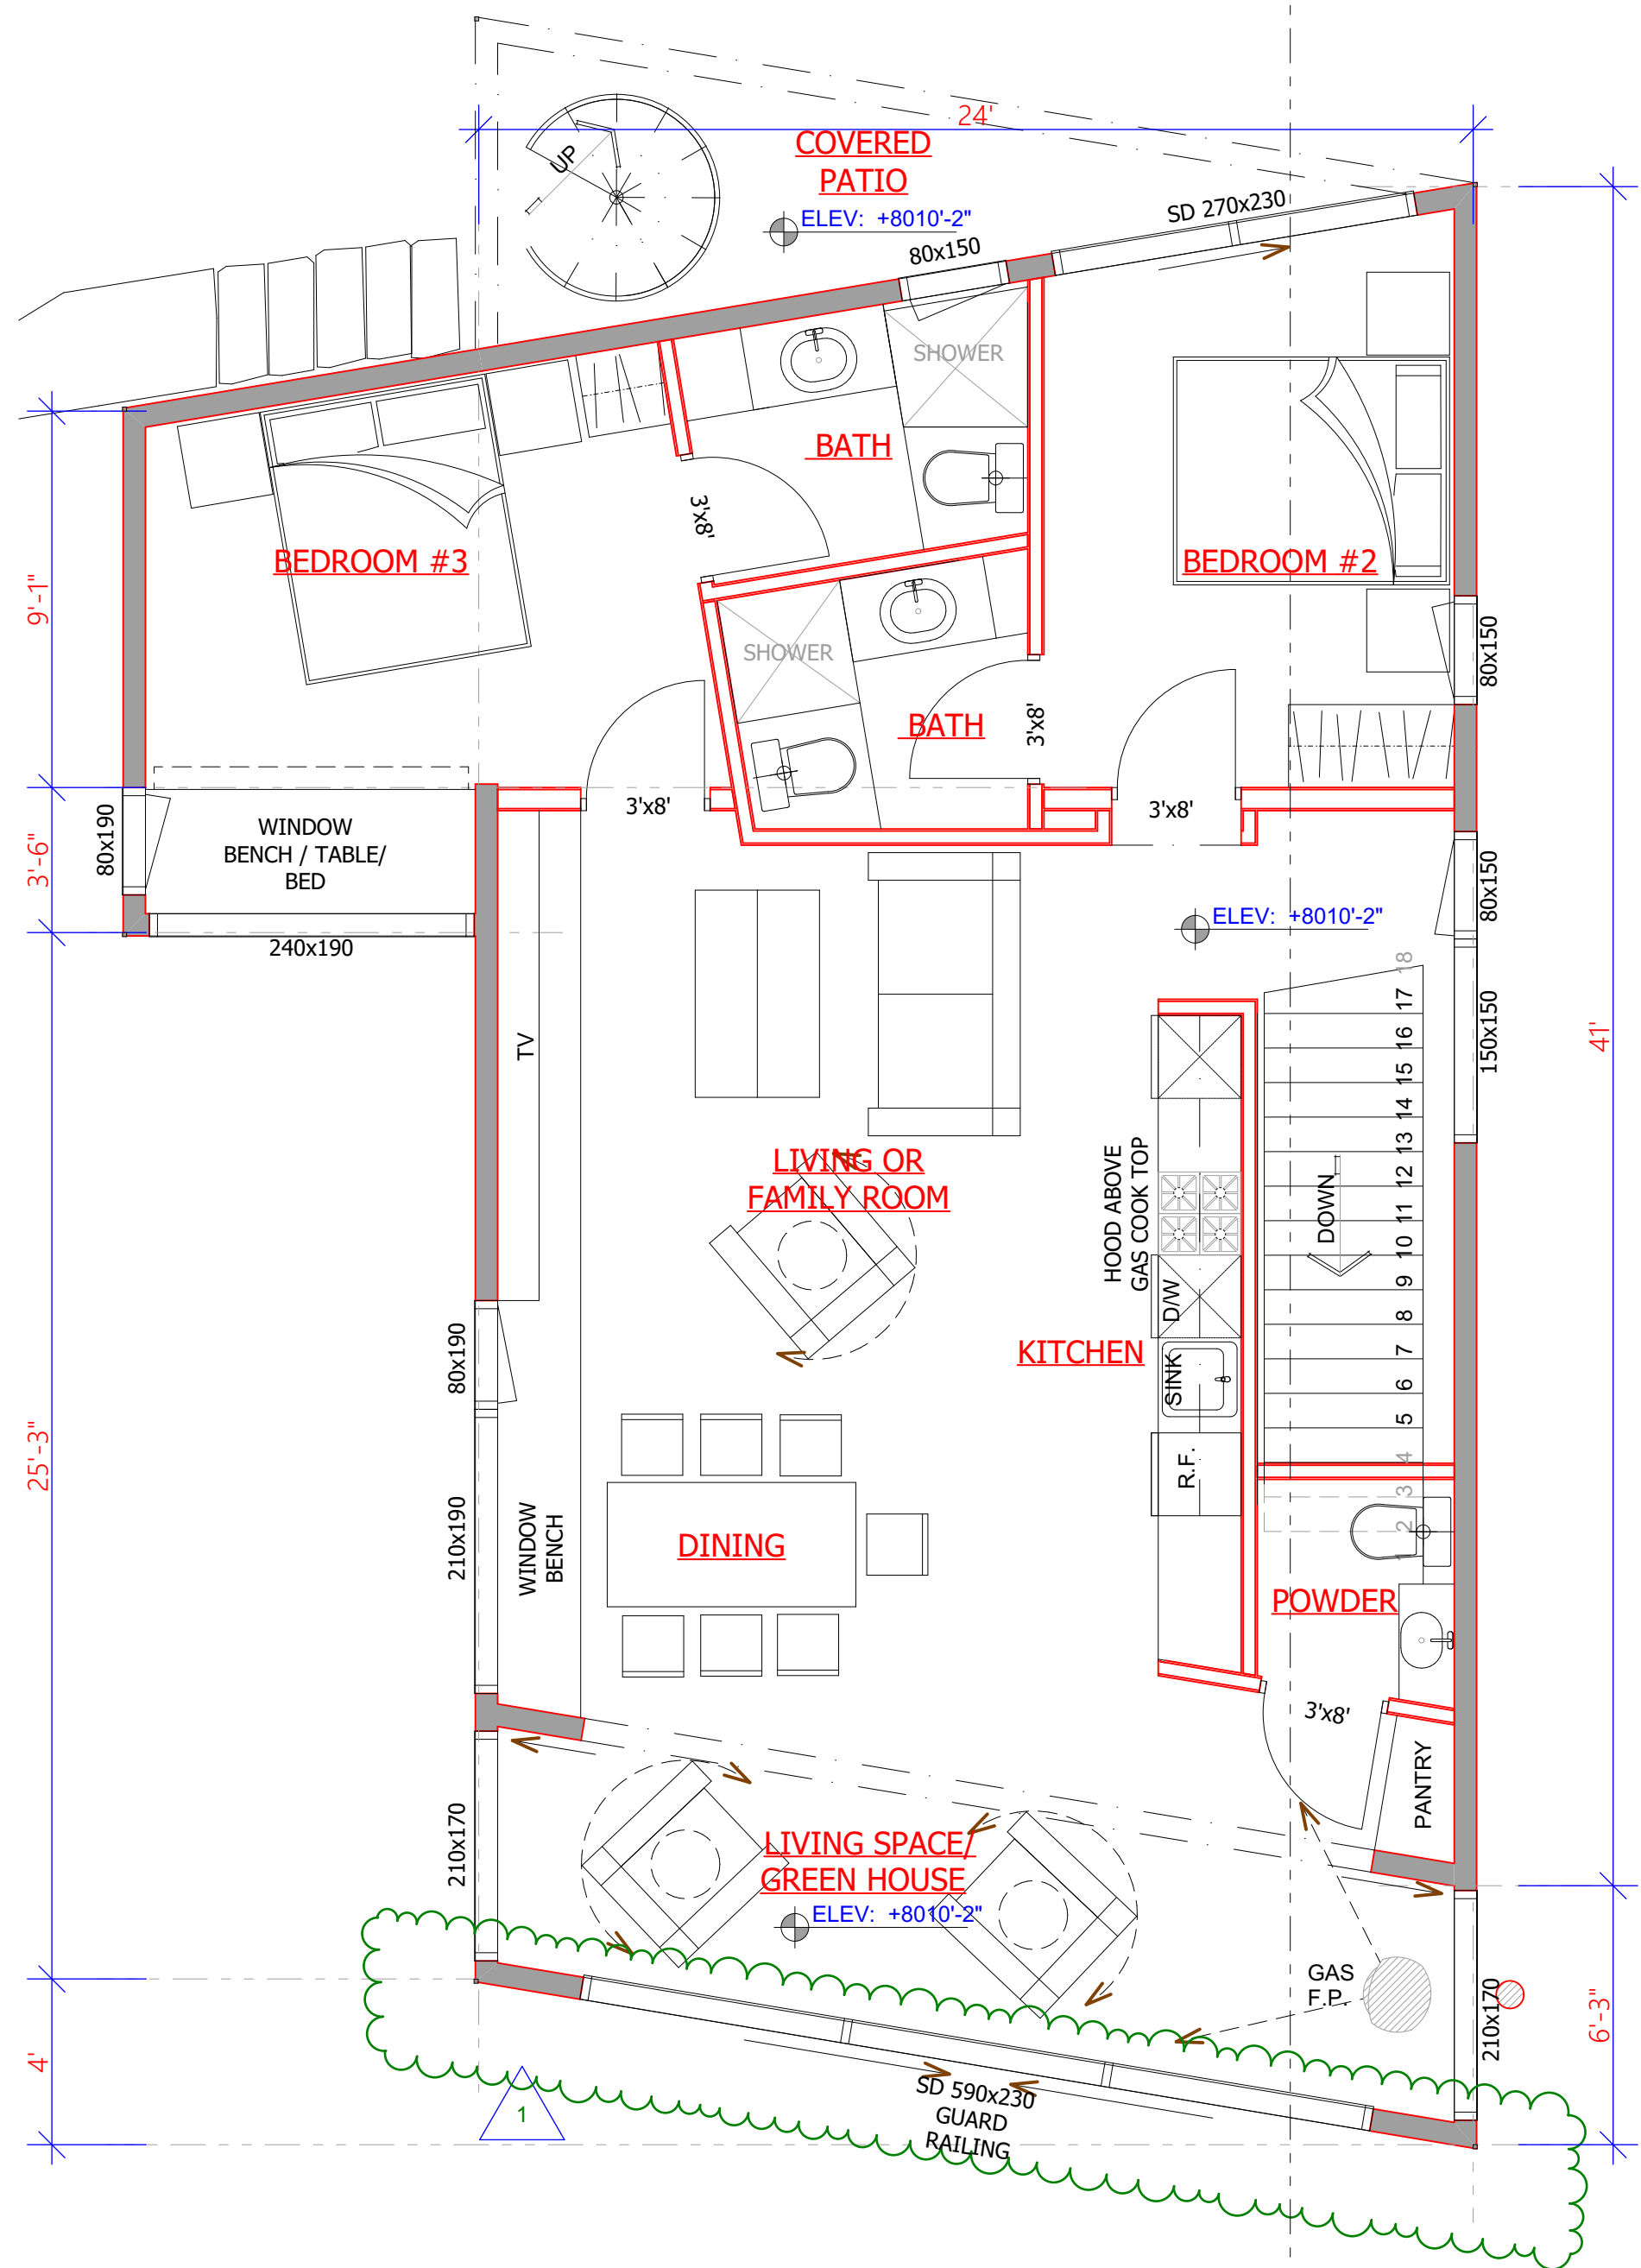 24'
COVERED
PATIO
UP
ELEV:  +8010'-2"
SD 270x230
80x150
SHOWER
BATH
3'x8'
BEDROOM #3
BEDROOM #2
9'-1"
SHOWER
80x150
BATH
3'x8'
3'x8'
3'x8'
WINDOW
BENCH / TABLE/
BED
80x190
3'-6"
80x150
ELEV:  +8010'-2"
240x190
18
17
16
15
14
13
12
11
10
9
8
7
6
5
4
3
2
1
TV
150x150
41'
LIVING OR
FAMILY ROOM
HOOD ABOVE
GAS COOK TOP
DOWN
D/W
KITCHEN
SINK
80x190
25'-3"
R.F.
210x190
WINDOW
BENCH
DINING
POWDER
3'x8'
PANTRY
210x170
LIVING SPACE/
GREEN HOUSE
ELEV:  +8010'-2"
GAS
F.P.
210x170
6'-3"
4'
1
SD 590x230
GUARD
RAILING